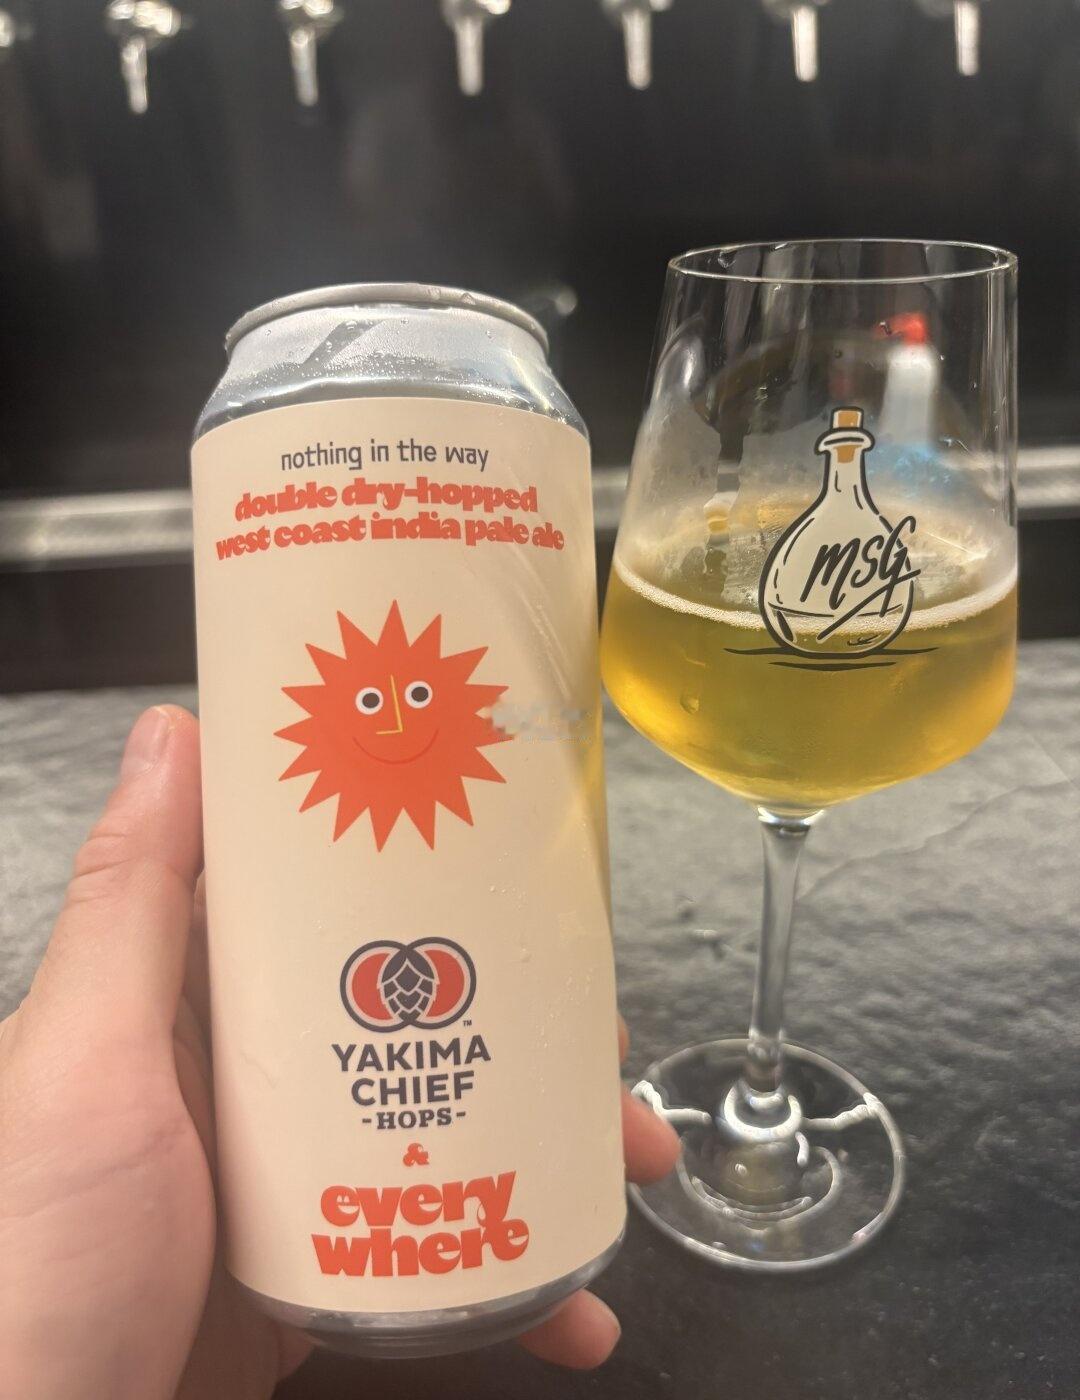 nothing in the way
double dry-hopped
west coast india pale ale
YAKIMA
CHIEF
-HOPS-
&
every
where
msg